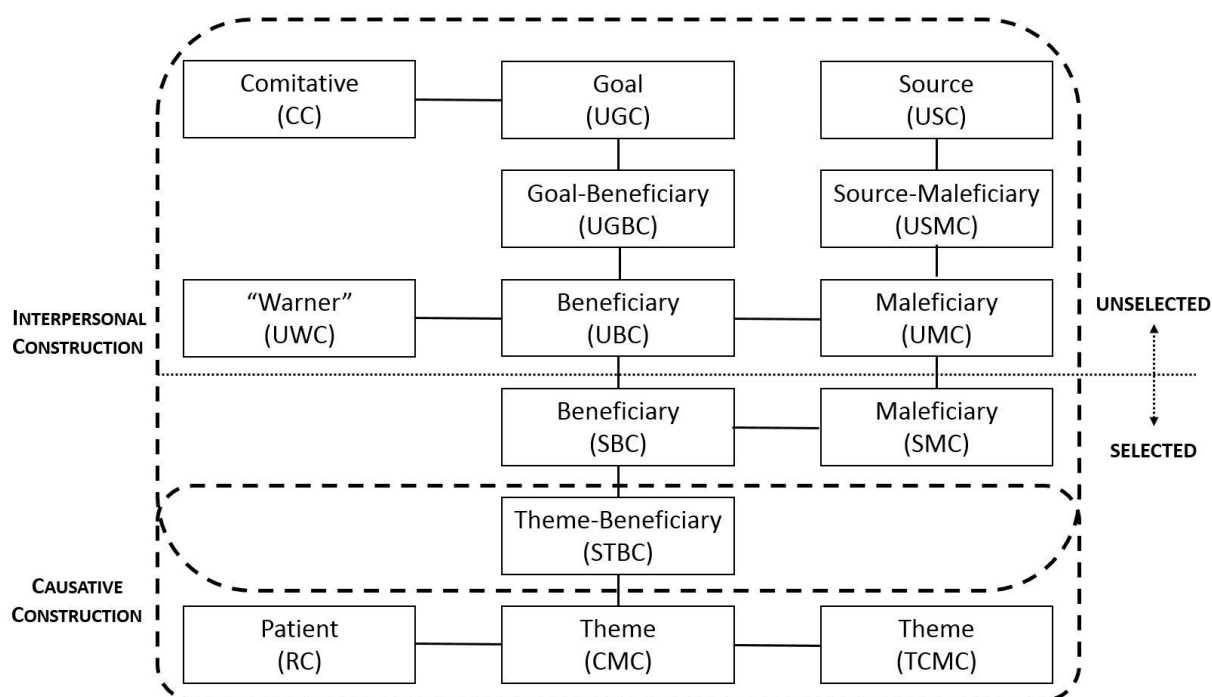 Comitative
(CC)
Goal
(UGC)
Source
(USC)
Goal-Beneficiary
(UGBC)
Source-Maleficiary
(USMC)
INTERPERSONAL
CONSTRUCTION
“Warner”
(UWC)
Beneficiary
(UBC)
Maleficiary
(UMC)
UNSELECTED
Beneficiary
(SBC)
Maleficiary
(SMC)
SELECTED
Theme-Beneficiary
(STBC)
CAUSATIVE
CONSTRUCTION
Patient
(RC)
Theme
(CMC)
Theme
(TCMC)